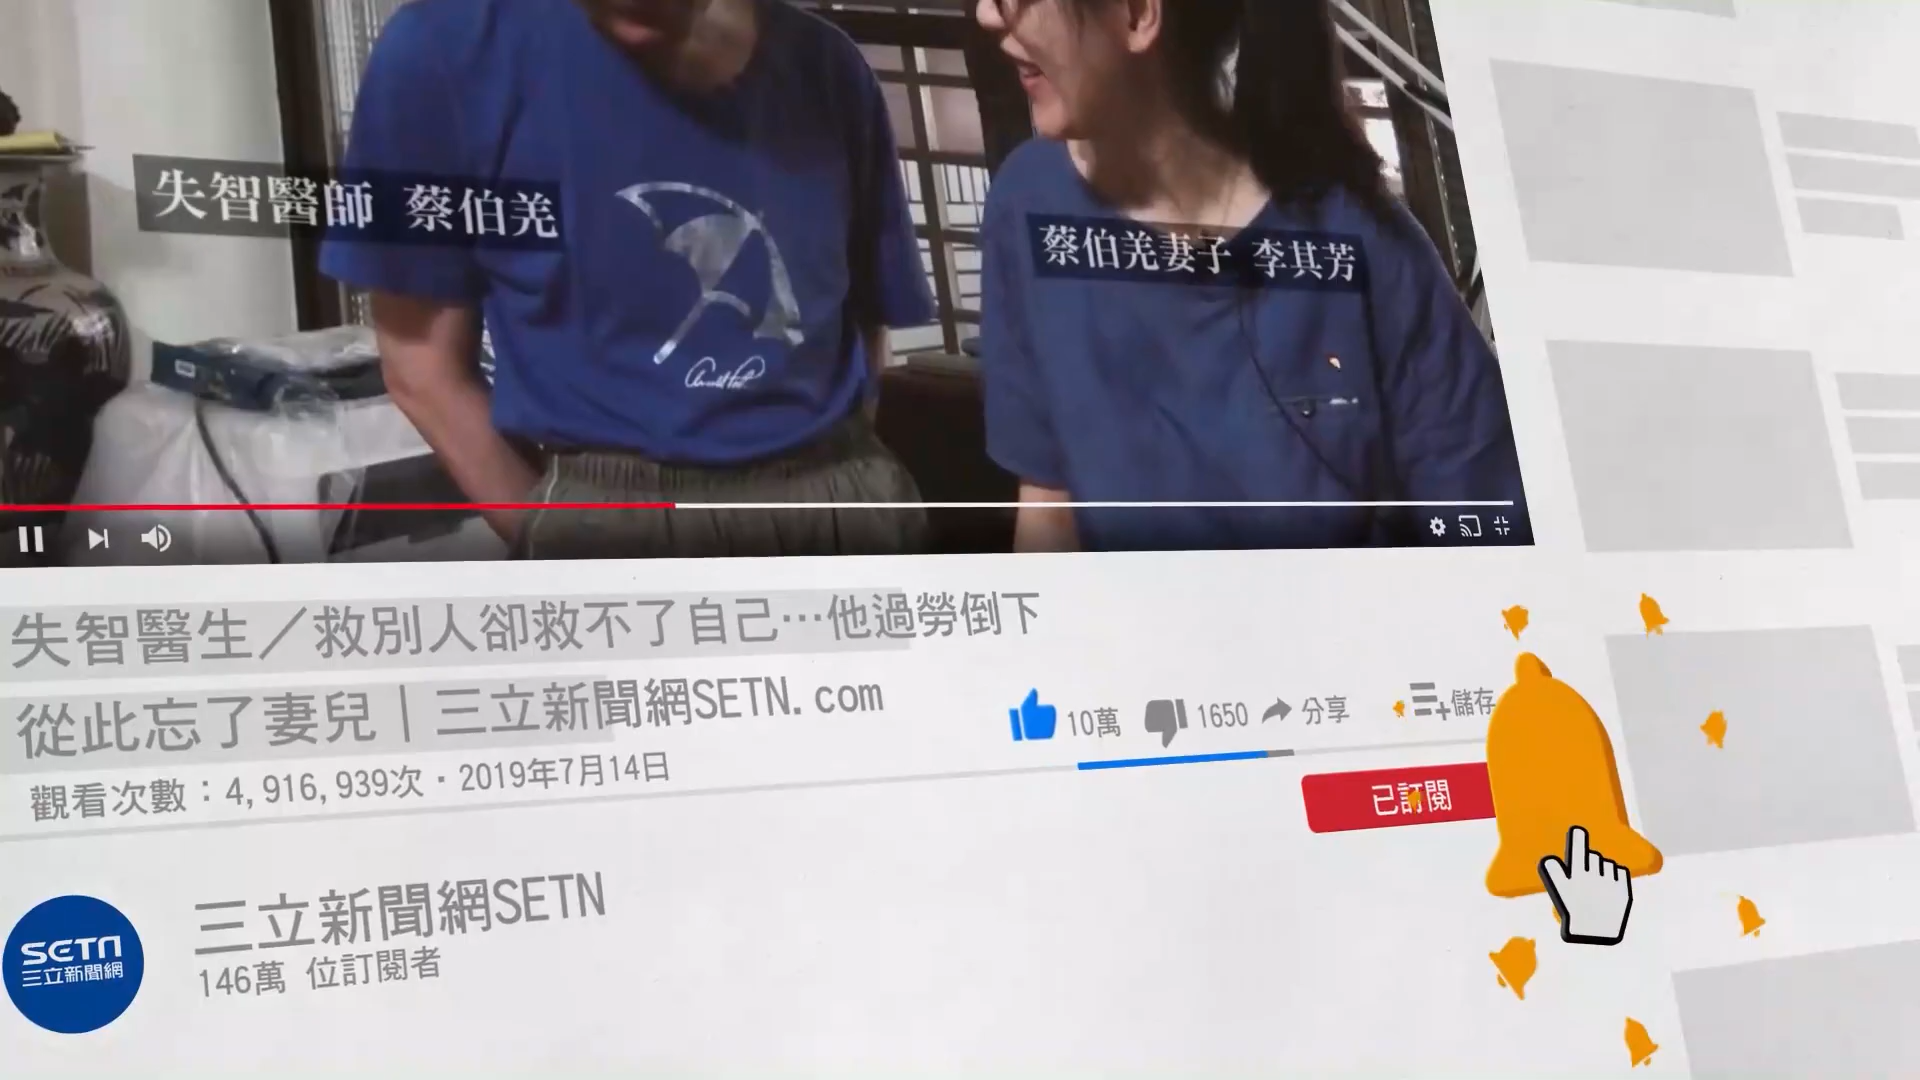 失智醫師 蔡伯羌
蔡伯羌妻子 李其芳
失智醫生／救別人卻救不了自己…他過勞倒下
從此忘了妻兒｜三立新聞網SETN.com
觀看次數：4,916,939次・2019年7月14日
10萬 1650 分享 儲存
已訂閱
三立新聞網SETN
146萬 位訂閱者
SETN
三立新聞網